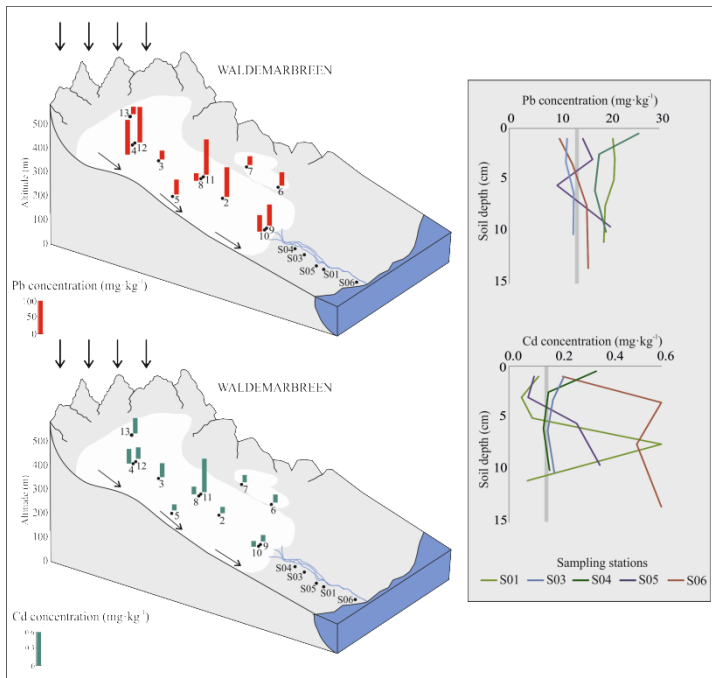 WALDEMARBREEN
Altitude (m)
500
400
300
200
100
0
13
4
12
3
5
8
11
2
7
6
10
9
S04
S03
S05
S01
S06
Pb concentration (mg·kg⁻¹)
100
50
0
WALDEMARBREEN
Altitude (m)
500
400
300
200
100
0
13
4
12
3
5
8
11
2
7
6
10
9
S04
S03
S05
S01
S06
Cd concentration (mg·kg⁻¹)
0
Pb concentration (mg·kg⁻¹)
0 10 20 30
Soil depth (cm)
0
5
10
15
Cd concentration (mg·kg⁻¹)
0.0 0.2 0.4 0.6
Soil depth (cm)
0
5
10
15
Sampling stations
S01 S03 S04 S05 S06